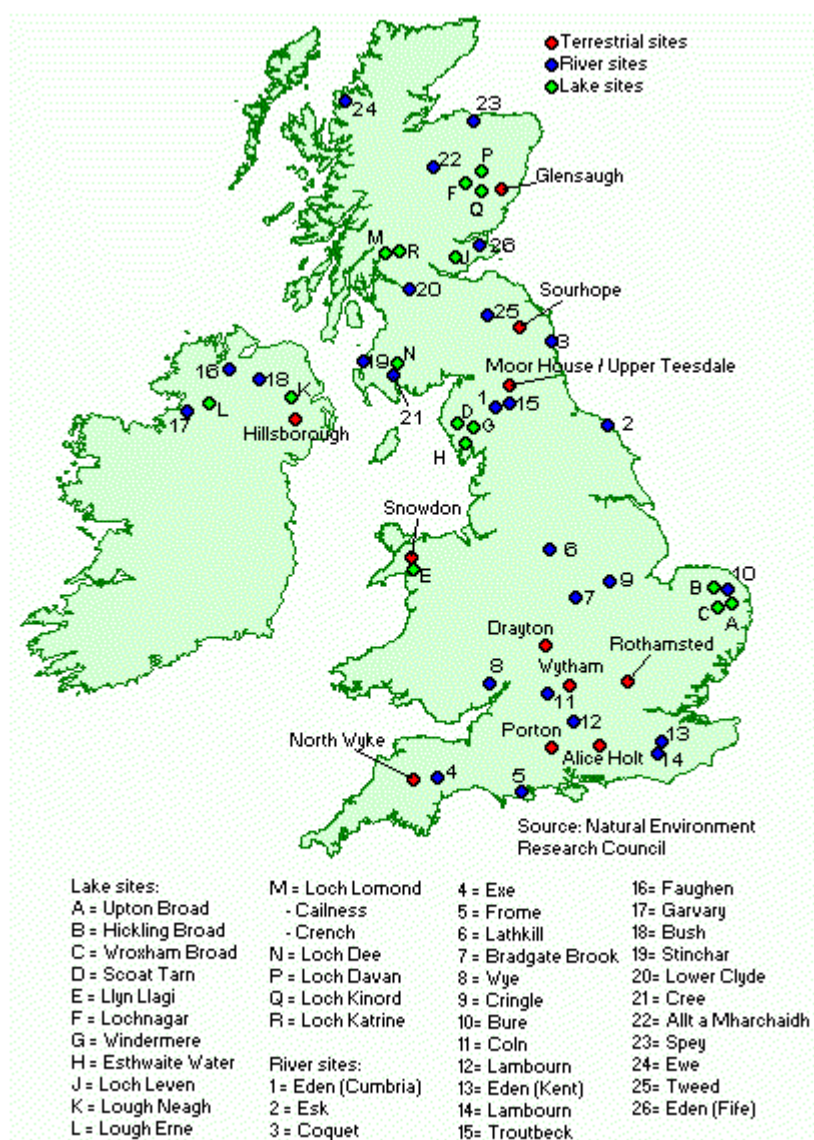 Terrestrial sites
River sites
Lake sites
24
23
22
P
F
Glensaugh
Q
M
R
J
26
20
Sourhope
25
3
19
N
Moor House / Upper Teesdale
16
18
K
L
17
Hillsborough
21
1
15
D
G
2
H
Snowdon
E
6
9
7
B
10
C
A
Drayton
Rothamsted
Wytham
8
11
12
Porton
13
Alice Holt
14
North Wyke
4
5
Source: Natural Environment
Research Council
Lake sites:
A = Upton Broad
B = Hickling Broad
C = Wroxham Broad
D = Scoat Tarn
E = Llyn Llagi
F = Lochnagar
G = Windermere
H = Esthwaite Water
J = Loch Leven
K = Lough Neagh
L = Lough Erne
M = Loch Lomond
- Cailness
- Crench
N = Loch Dee
P = Loch Davan
Q = Loch Kinord
R = Loch Katrine
River sites:
1 = Eden (Cumbria)
2 = Esk
3 = Coquet
4 = Exe
5 = Frome
6 = Lathkill
7 = Bradgate Brook
8 = Wye
9 = Cringle
10= Bure
11 = Coln
12= Lambourn
13= Eden (Kent)
14= Lambourn
15= Troutbeck
16= Faughen
17= Garvary
18= Bush
19= Stinchar
20= Lower Clyde
21= Cree
22= Allt a Mharchaidh
23= Spey
24= Ewe
25= Tweed
26= Eden (Fife)